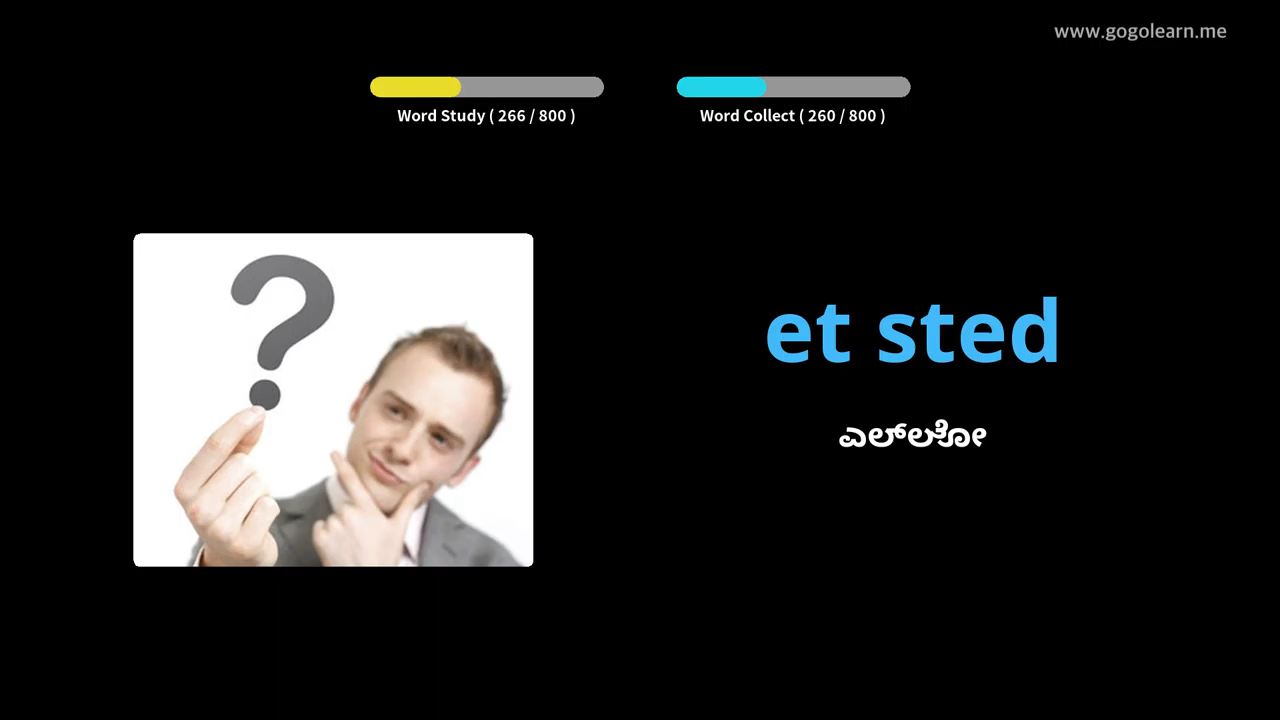 www.gogolearn.me
Word Study ( 266 / 800 )
Word Collect ( 260 / 800 )
et sted
ಎಲ್ಲೋ